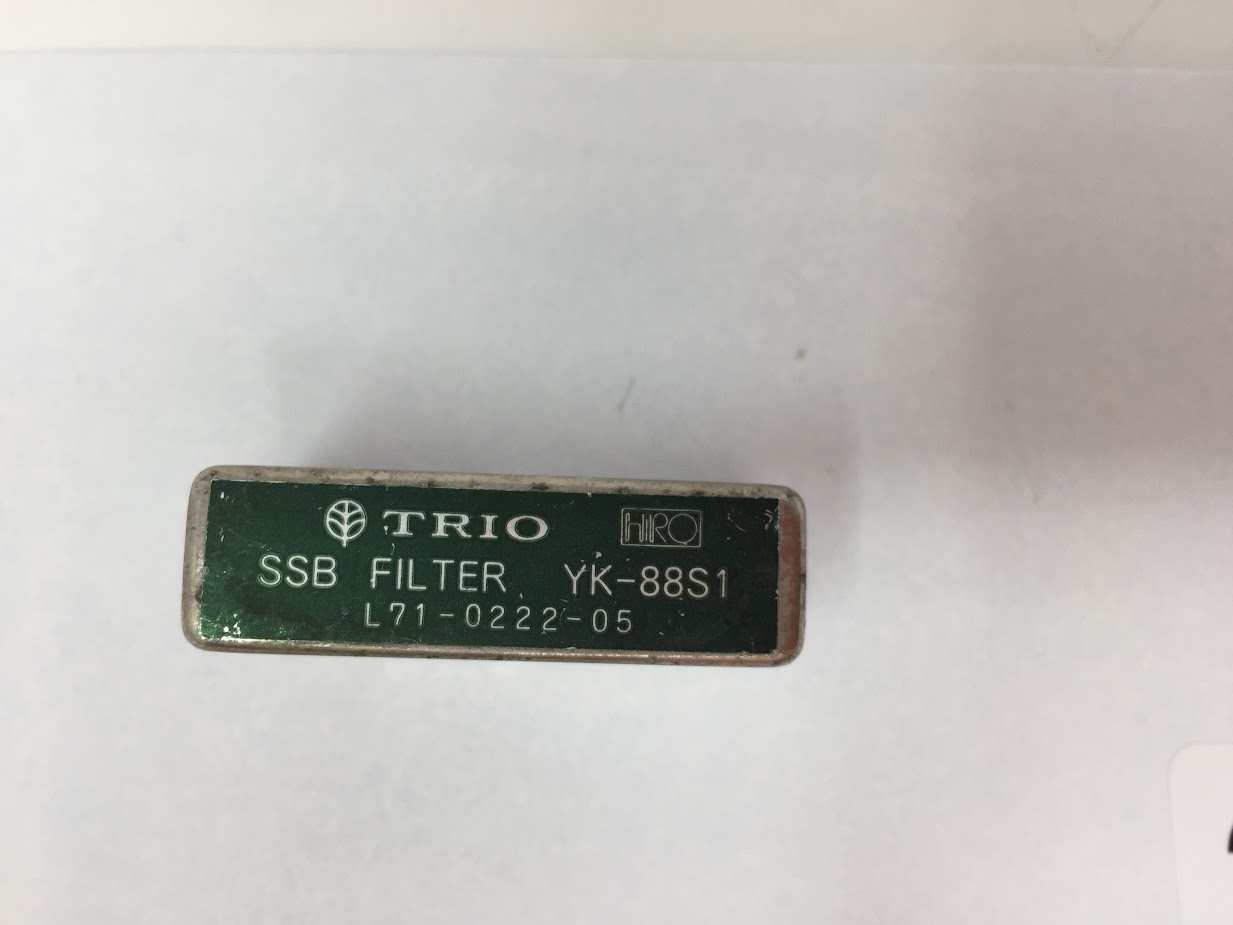 TRIO HIRO
SSB FILTER YK-88S1
L71-0222-05